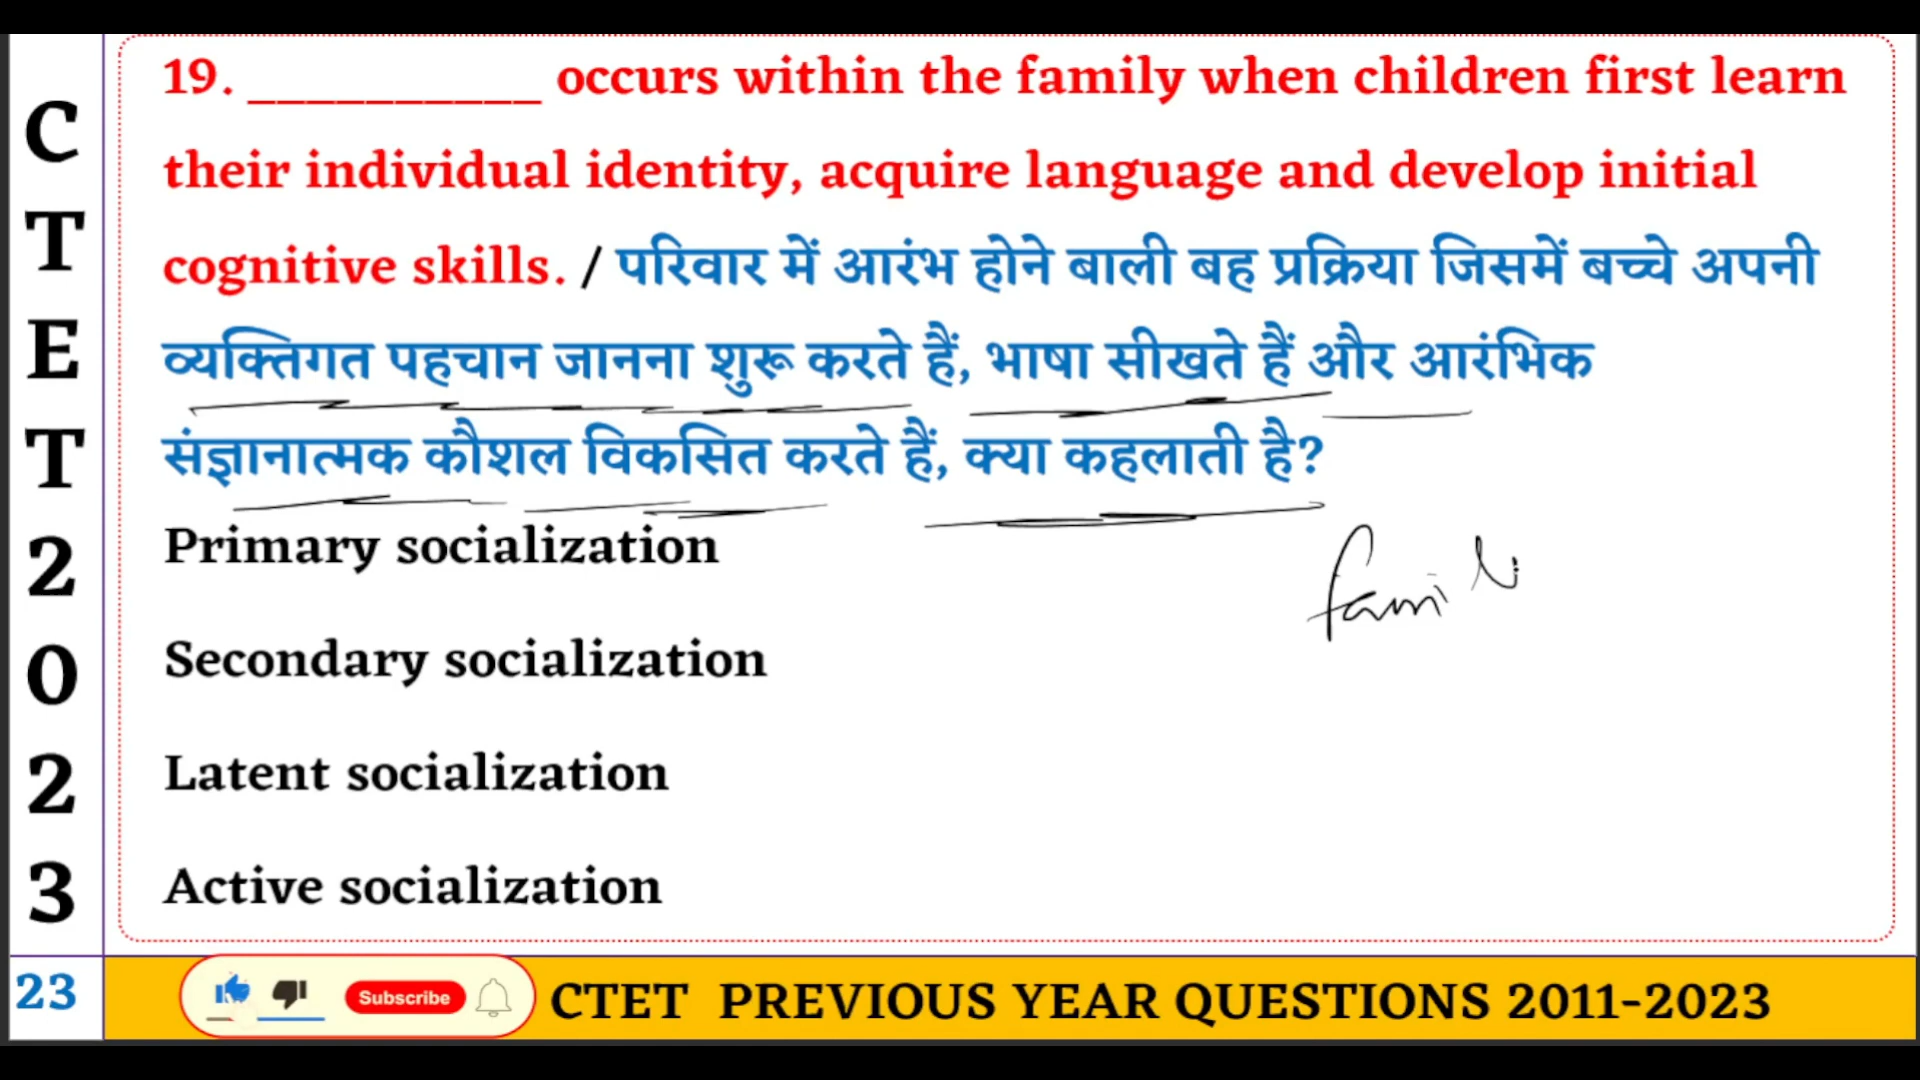 19. __________ occurs within the family when children first learn
their individual identity, acquire language and develop initial
cognitive skills. / परिवार में आरंभ होने बाली बह प्रक्रिया जिसमें बच्चे अपनी
व्यक्तिगत पहचान जानना शुरू करते हैं, भाषा सीखते हैं और आरंभिक
संज्ञानात्मक कौशल विकसित करते हैं, क्या कहलाती है?
Primary socialization
Secondary socialization
Latent socialization
Active socialization
C
T
E
T
2
0
2
3
23
Subscribe
CTET PREVIOUS YEAR QUESTIONS 2011-2023